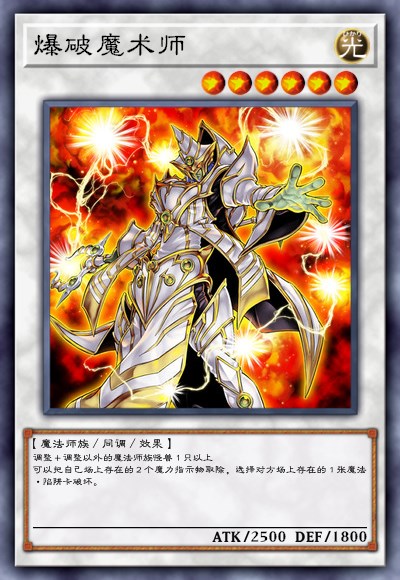 爆破魔术师
ひかり
光
【魔法师族／同调／效果】
调整＋调整以外的魔法师族怪兽１只以上
可以把自己场上存在的２个魔力指示物取除，选择对方场上存在的１张魔法
·陷阱卡破坏。
ATK/2500 DEF/1800